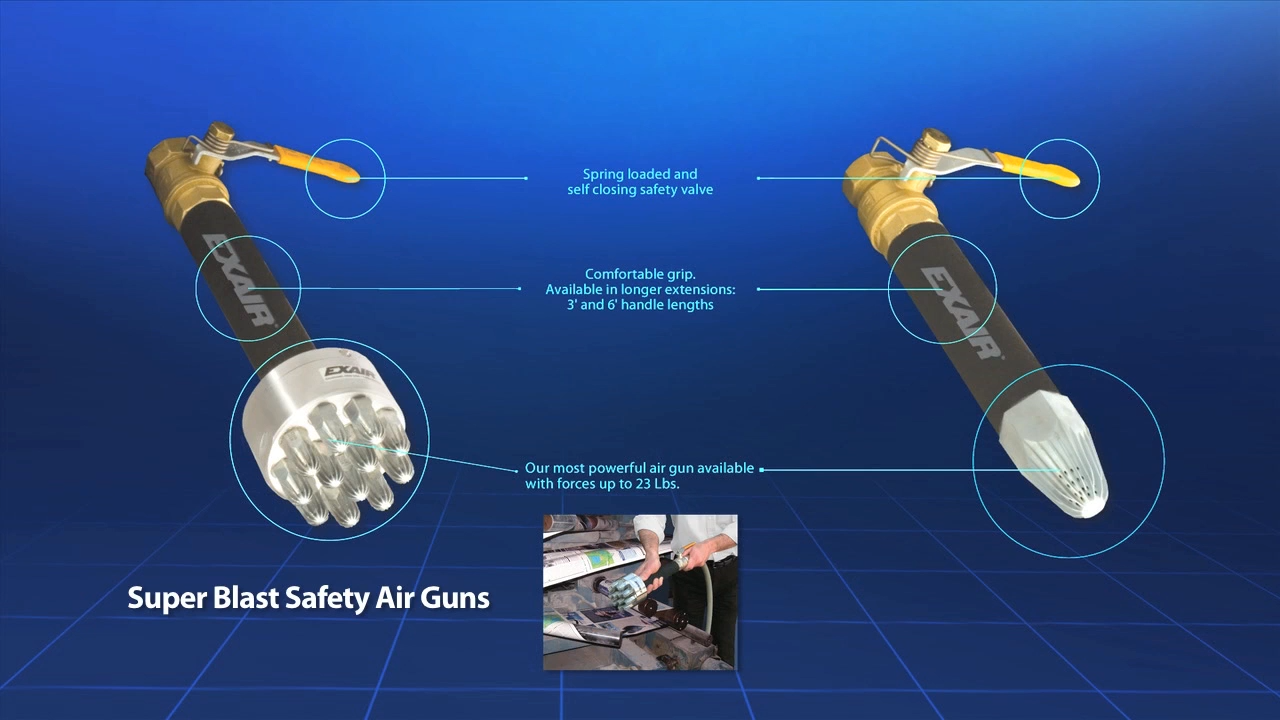 Spring loaded and
self closing safety valve
EXAIR
Comfortable grip.
Available in longer extensions:
3' and 6' handle lengths
EXAIR
EXAIR
Our most powerful air gun available
with forces up to 23 Lbs.
Super Blast Safety Air Guns